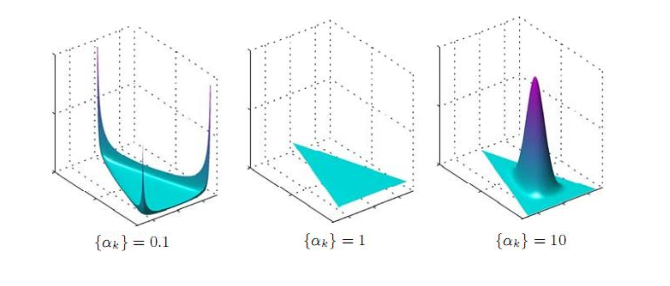 {αₖ} = 0.1
{αₖ} = 1
{αₖ} = 10